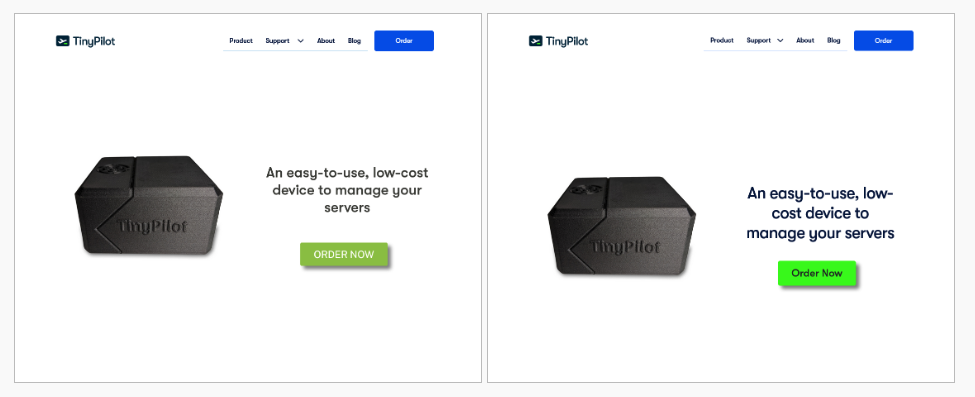 TinyPilot
Product Support About Blog Order
TinyPilot
An easy-to-use, low-cost
device to manage your
servers
ORDER NOW
TinyPilot
Product Support About Blog Order
TinyPilot
An easy-to-use, low-
cost device to
manage your servers
Order Now